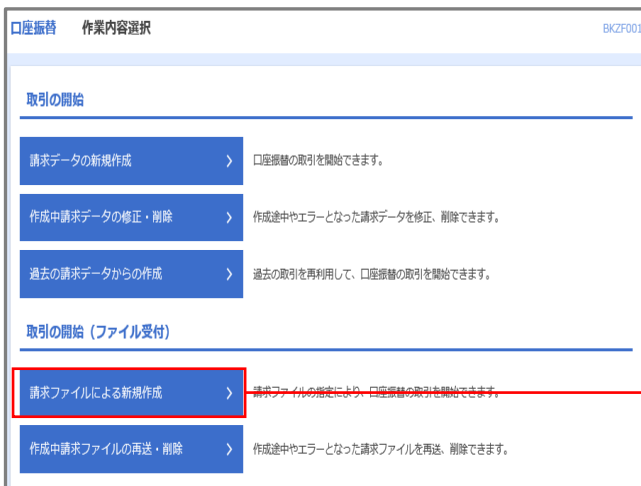 口座振替 作業内容選択 BKZF001
取引の開始
請求データの新規作成 口座振替の取引を開始できます。
作成中請求データの修正・削除 作成途中やエラーとなった請求データを修正、削除できます。
過去の請求データからの作成 過去の取引を再利用して、口座振替の取引を開始できます。
取引の開始（ファイル受付）
請求ファイルによる新規作成 請求ファイルの指定により、口座振替の取引を開始できます。
作成中請求ファイルの再送・削除 作成途中やエラーとなった請求ファイルを再送、削除できます。